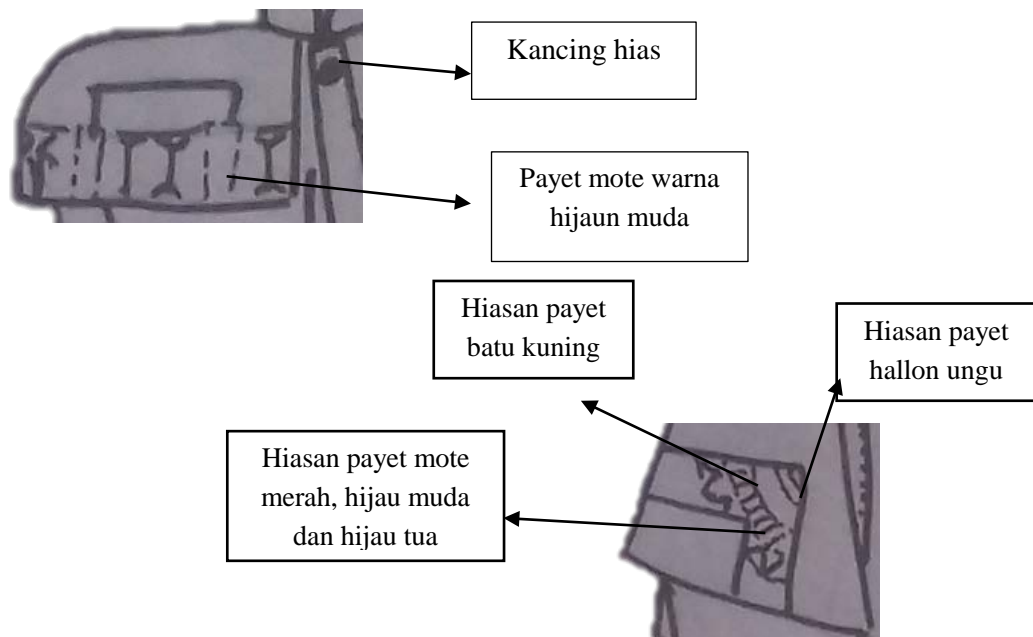 Kancing hias
Payet mote warna
hijaun muda
Hiasan payet
batu kuning
Hiasan payet
hallon ungu
Hiasan payet mote
merah, hijau muda
dan hijau tua